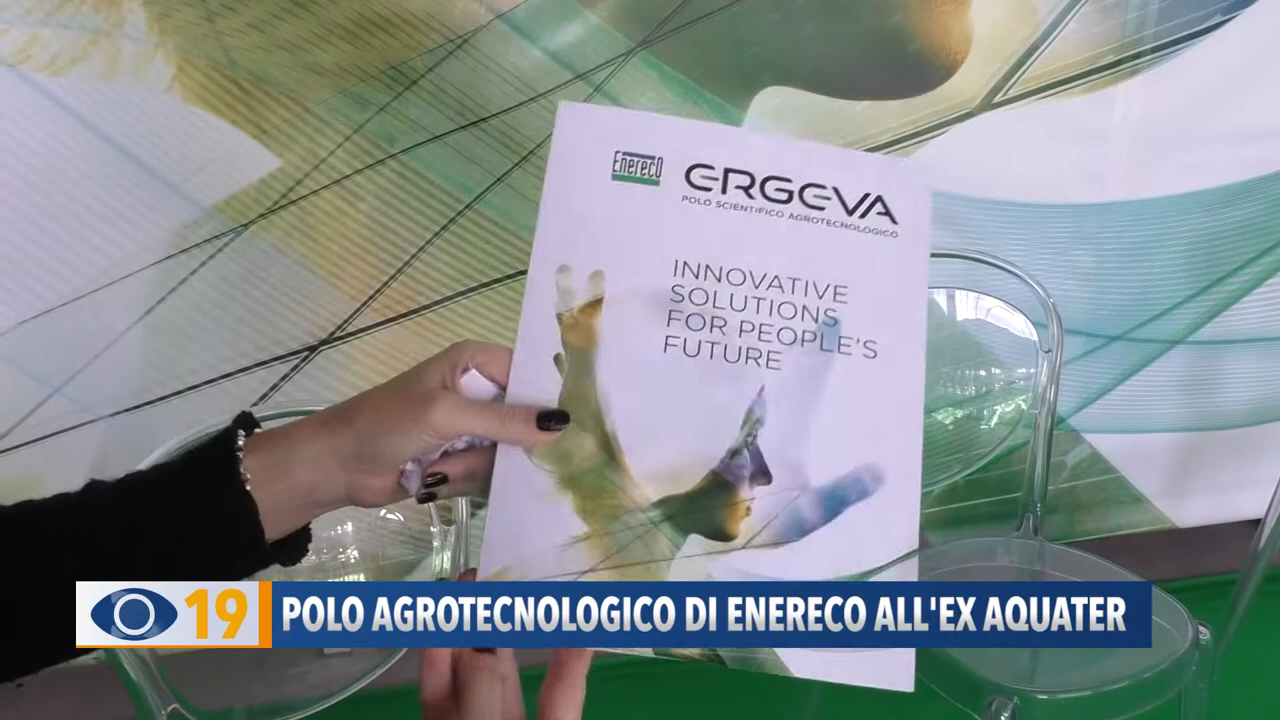 EnerecO
ERGEVA
POLO SCIENTIFICO AGROTECNOLOGICO
INNOVATIVE
SOLUTIONS
FOR PEOPLE'S
FUTURE
19
POLO AGROTECNOLOGICO DI ENERECO ALL'EX AQUATER